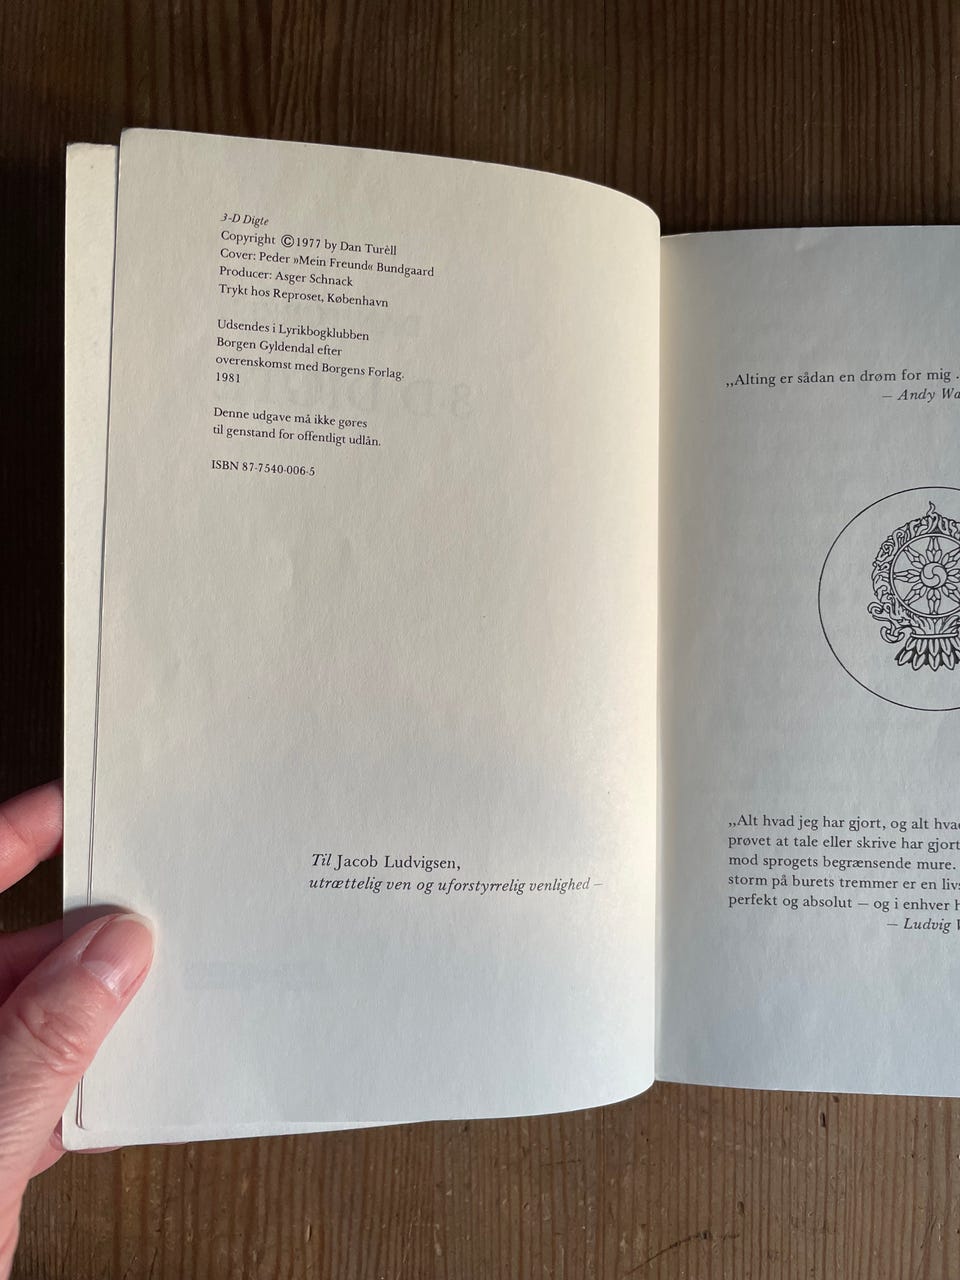 3-D Digte
Copyright ©1977 by Dan Turèll
Cover: Peder »Mein Freund« Bundgaard
Producer: Asger Schnack
Trykt hos Reproset, København
Udsendes i Lyrikbogklubben
Borgen Gyldendal efter
overenskomst med Borgens Forlag.
1981
Denne udgave må ikke gøres
til genstand for offentligt udlån.
ISBN 87-7540-006-5
Til Jacob Ludvigsen,
utrættelig ven og uforstyrrelig venlighed –
„Alting er sådan en drøm for mig .
– Andy
„Alt hvad jeg har gjort, og alt
prøvet at tale eller skrive har gjort
mod sprogets begrænsende mure.
storm på burets tremmer er en
perfekt og absolut – og i enhver
– Ludvig